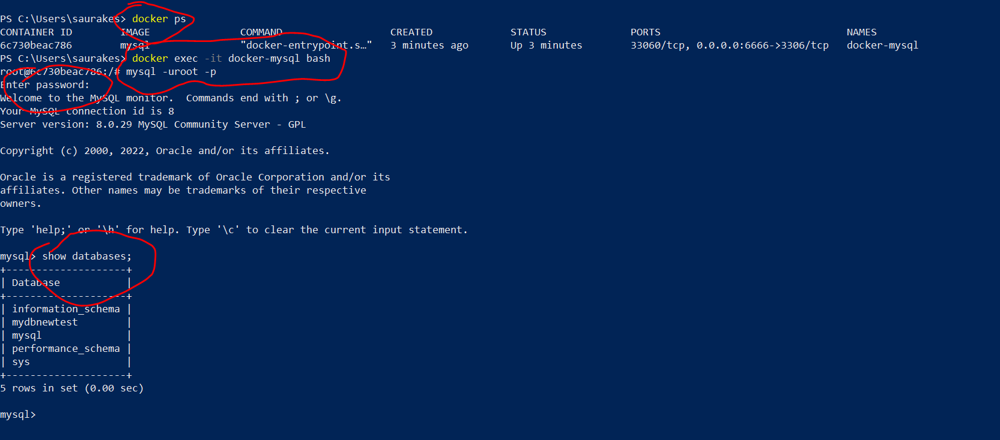 PS C:\Users\saurakes> docker ps
CONTAINER ID IMAGE COMMAND CREATED STATUS PORTS NAMES
6c730beac786 mysql "docker-entrypoint.s…" 3 minutes ago Up 3 minutes 33060/tcp, 0.0.0.0:6666->3306/tcp docker-mysql
PS C:\Users\saurakes> docker exec -it docker-mysql bash
root@6c730beac786:/# mysql -uroot -p
Enter password:
Welcome to the MySQL monitor.  Commands end with ; or \g.
Your MySQL connection id is 8
Server version: 8.0.29 MySQL Community Server - GPL
Copyright (c) 2000, 2022, Oracle and/or its affiliates.
Oracle is a registered trademark of Oracle Corporation and/or its
affiliates. Other names may be trademarks of their respective
owners.
Type 'help;' or '\h' for help. Type '\c' to clear the current input statement.
mysql> show databases;
+--------------------+
| Database           |
+--------------------+
| information_schema |
| mydbnewtest        |
| mysql              |
| performance_schema |
| sys                |
+--------------------+
5 rows in set (0.00 sec)
mysql>